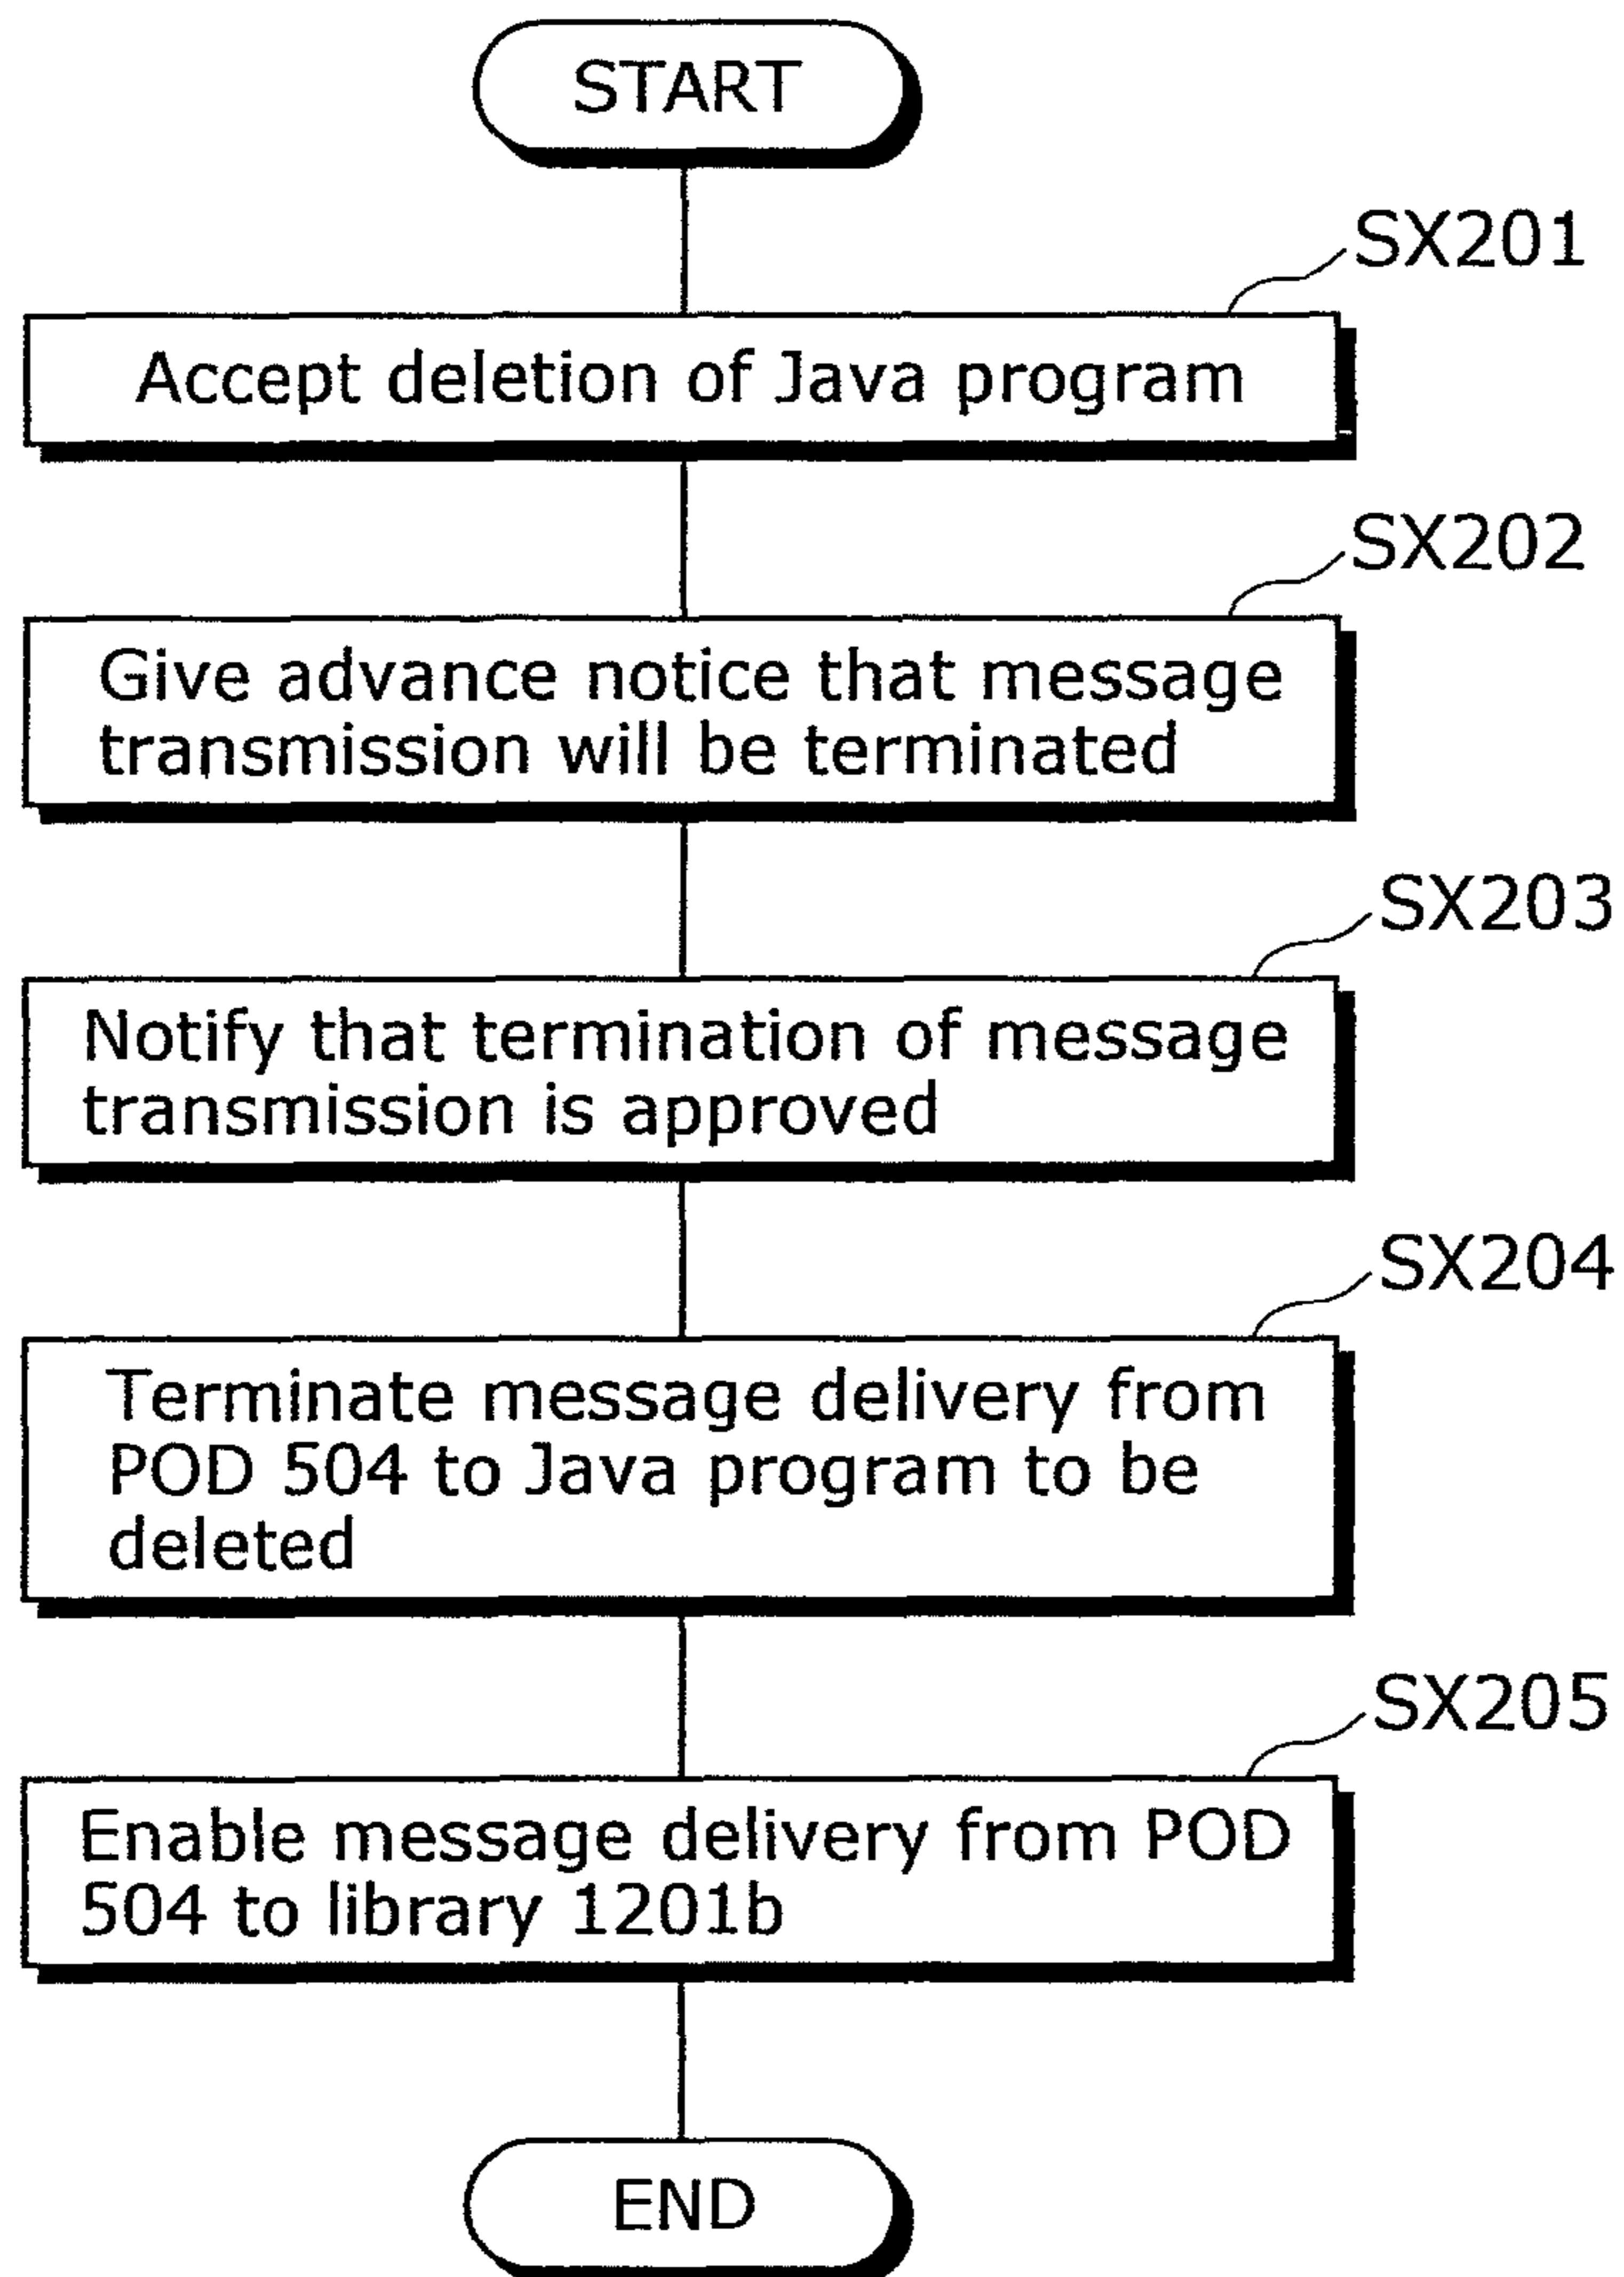 START
SX201
Accept deletion of Java program
SX202
Give advance notice that message
transmission will be terminated
SX203
Notify that termination of message
transmission is approved
SX204
Terminate message delivery from
POD 504 to Java program to be
deleted
SX205
Enable message delivery from POD
504 to library 1201b
END